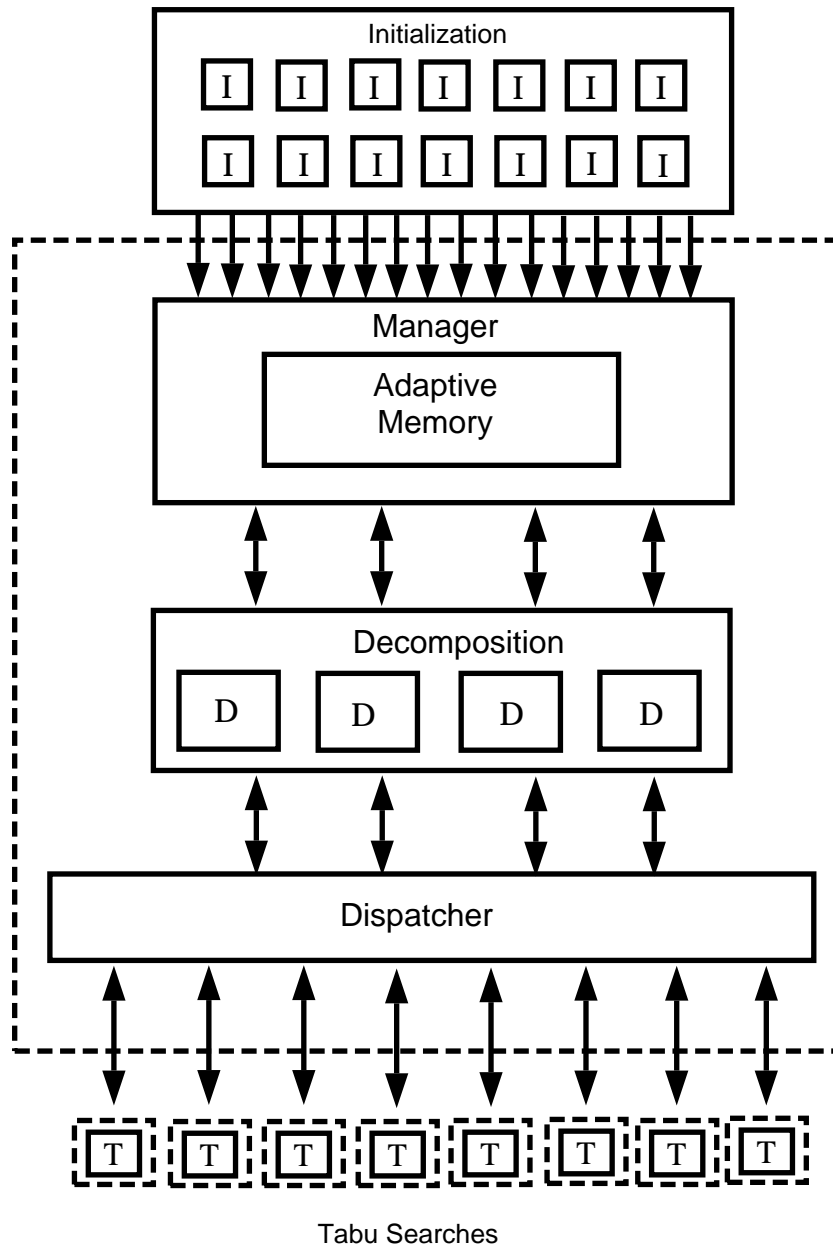 Initialization
I I I I I I I
I I I I I I I
Manager
Adaptive
Memory
Decomposition
D D D D
Dispatcher
T T T T T T T T
Tabu Searches